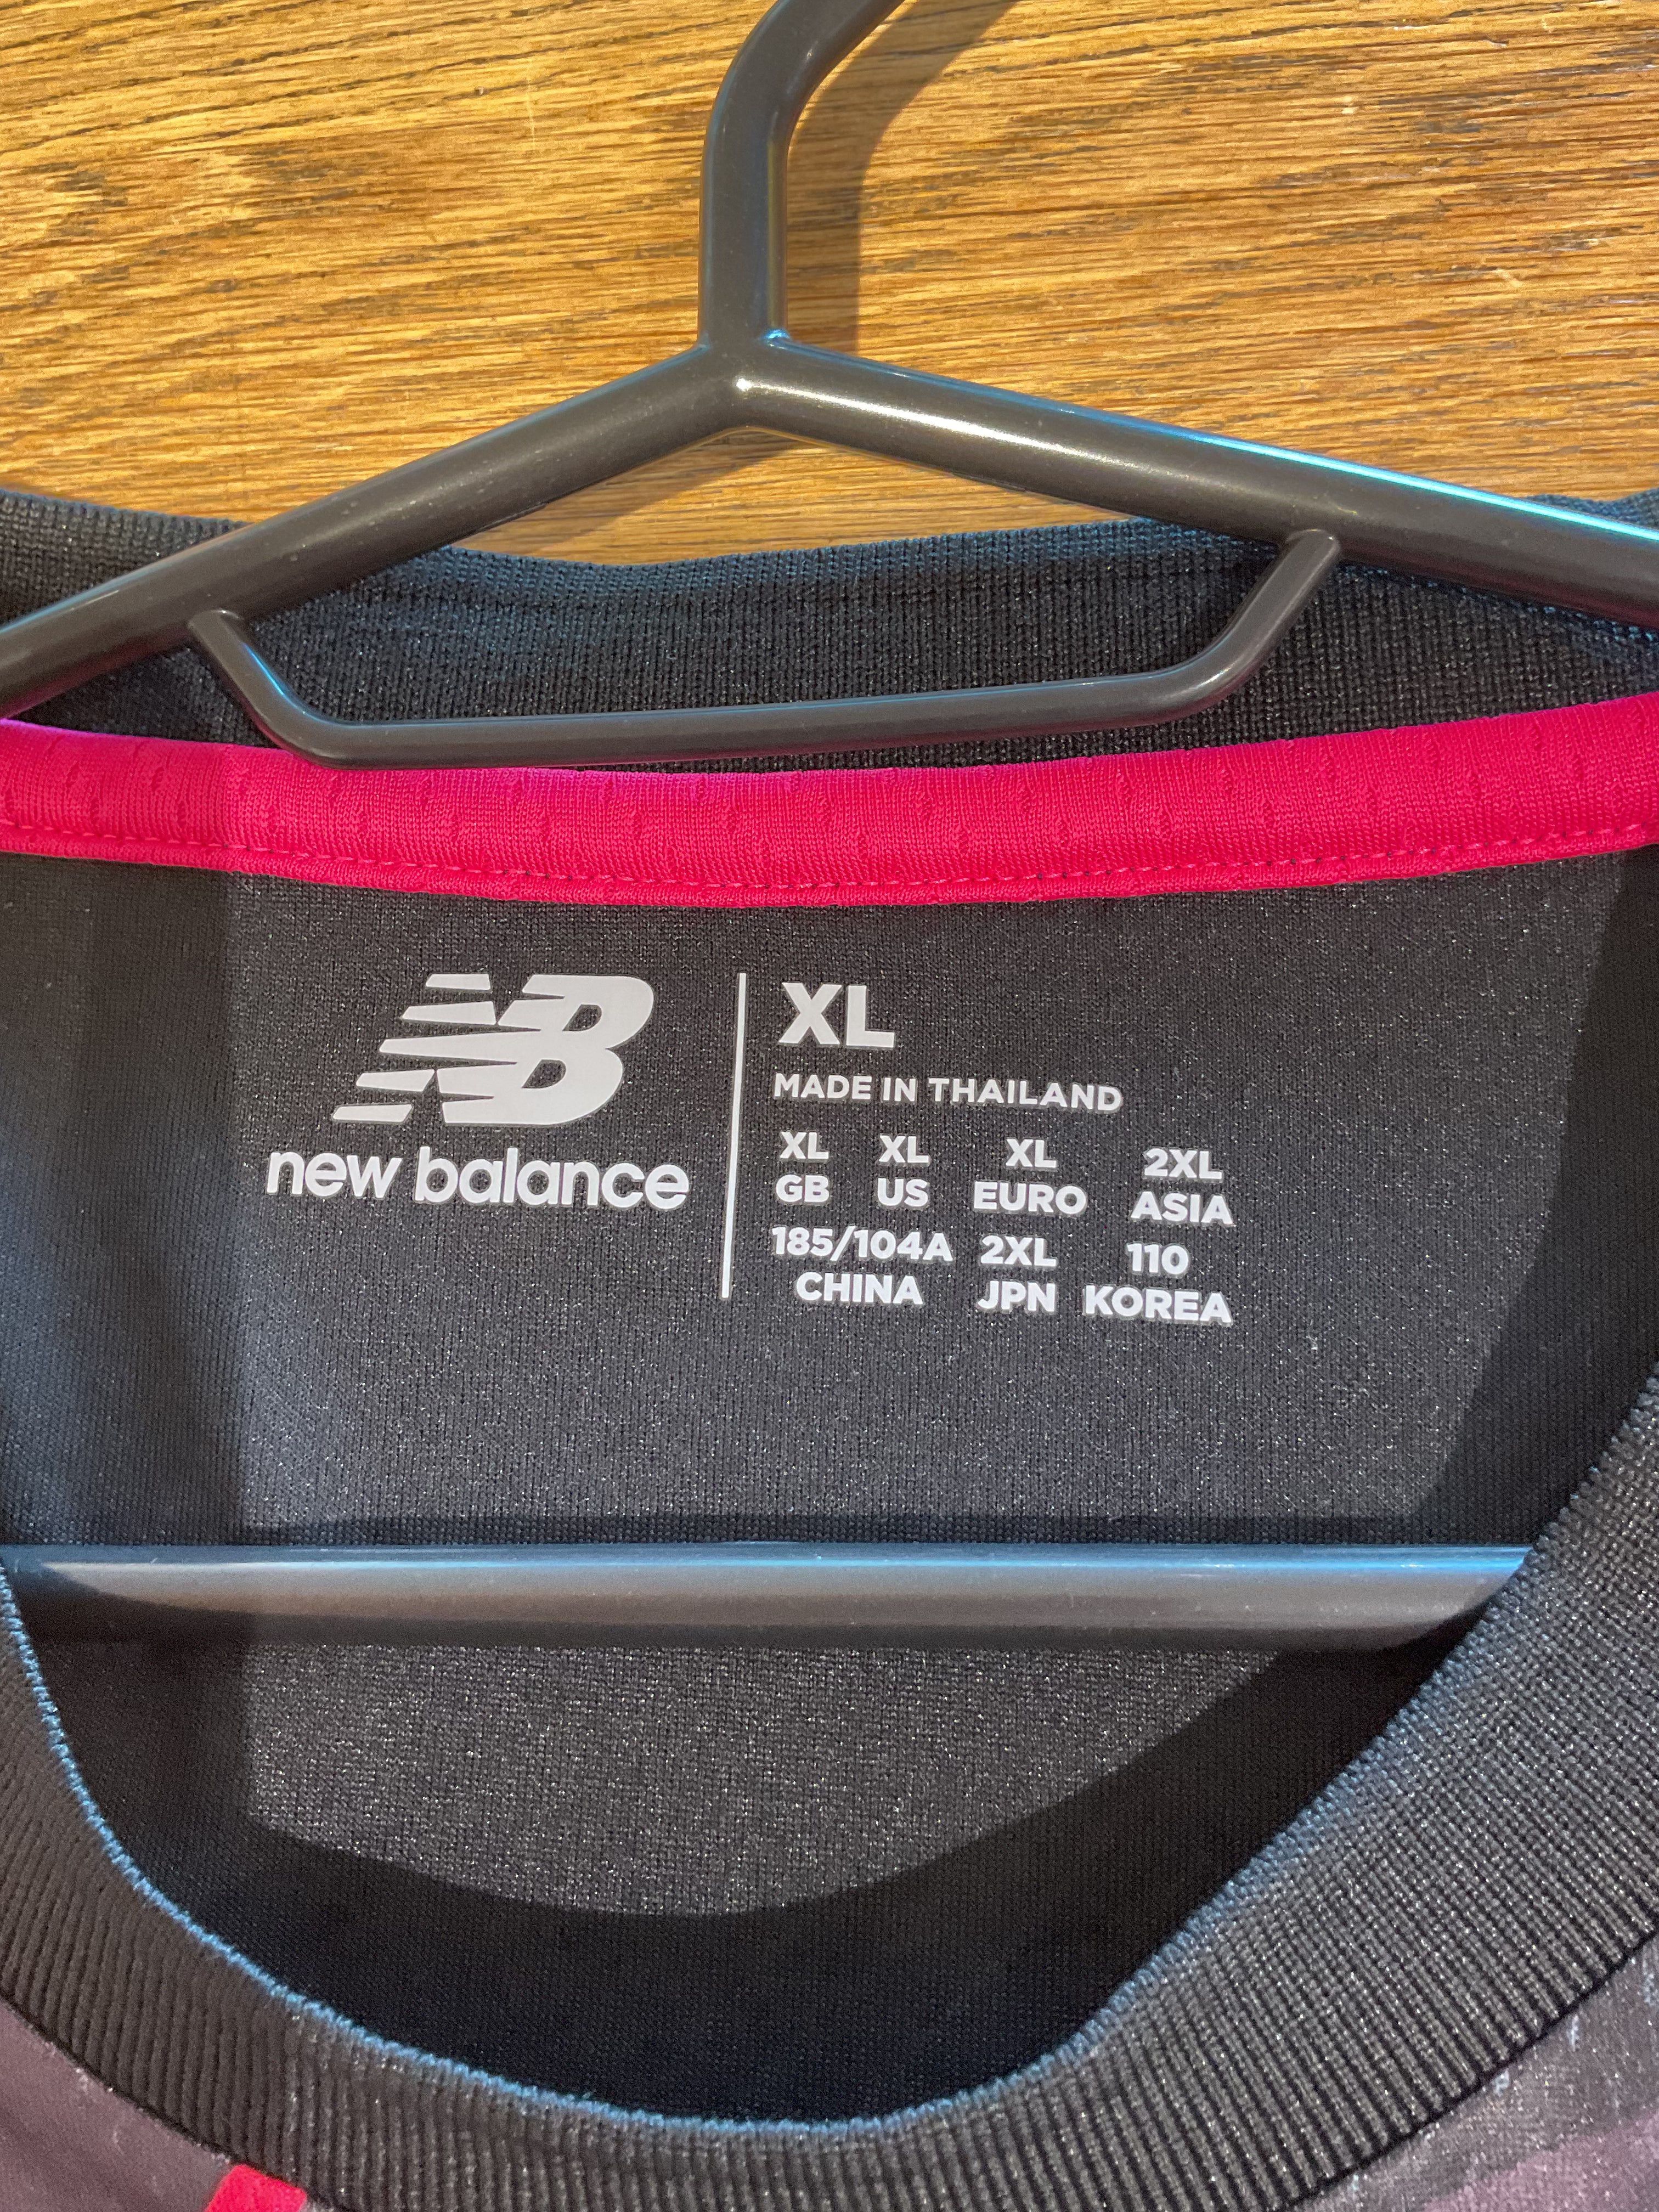 NB
new balance
XL
MADE IN THAILAND
XL XL XL 2XL
GB US EURO ASIA
185/104A 2XL 110
CHINA JPN KOREA